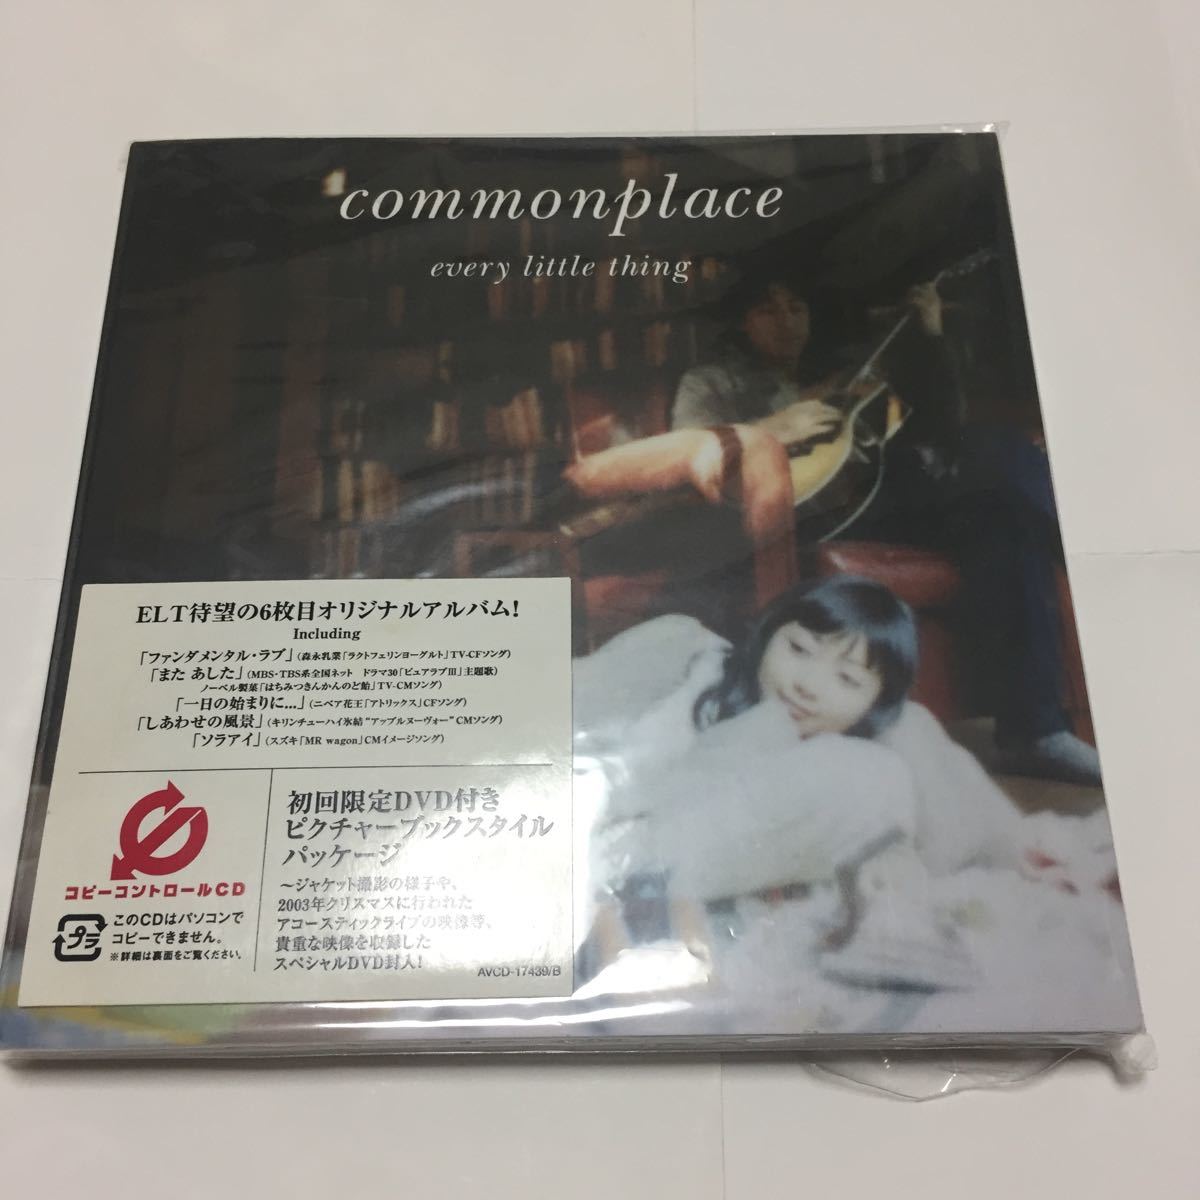 commonplace
every little thing
ELT待望の6枚目オリジナルアルバム!
Including
「ファンダメンタル・ラブ」(森永乳業「ラクトフェリンヨーグルト」TV-CFソング)
「また あした」(MBS・TBS系全国ネット ドラマ30「ピュアラブⅢ」主題歌)
ノーベル製菓「はちみつきんかんのど飴」TV-CMソング)
「一日の始まりに...」(ニベア花王「アトリックス」CFソング)
「しあわせの風景」(キリンチューハイ氷結"アップルヌーヴォー"CMソング)
「ソラアイ」(スズキ「MR wagon」CMイメージソング)
コピーコントロールCD
プラ
このCDはパソコンで
コピーできません。
※詳細は裏面をご覧ください。
初回限定DVD付き
ピクチャーブックスタイル
パッケージ
〜ジャケット撮影の様子や、
2003年クリスマスに行われた
アコースティックライブの映像等、
貴重な映像を収録した
スペシャルDVD封入!
AVCD-17439/B